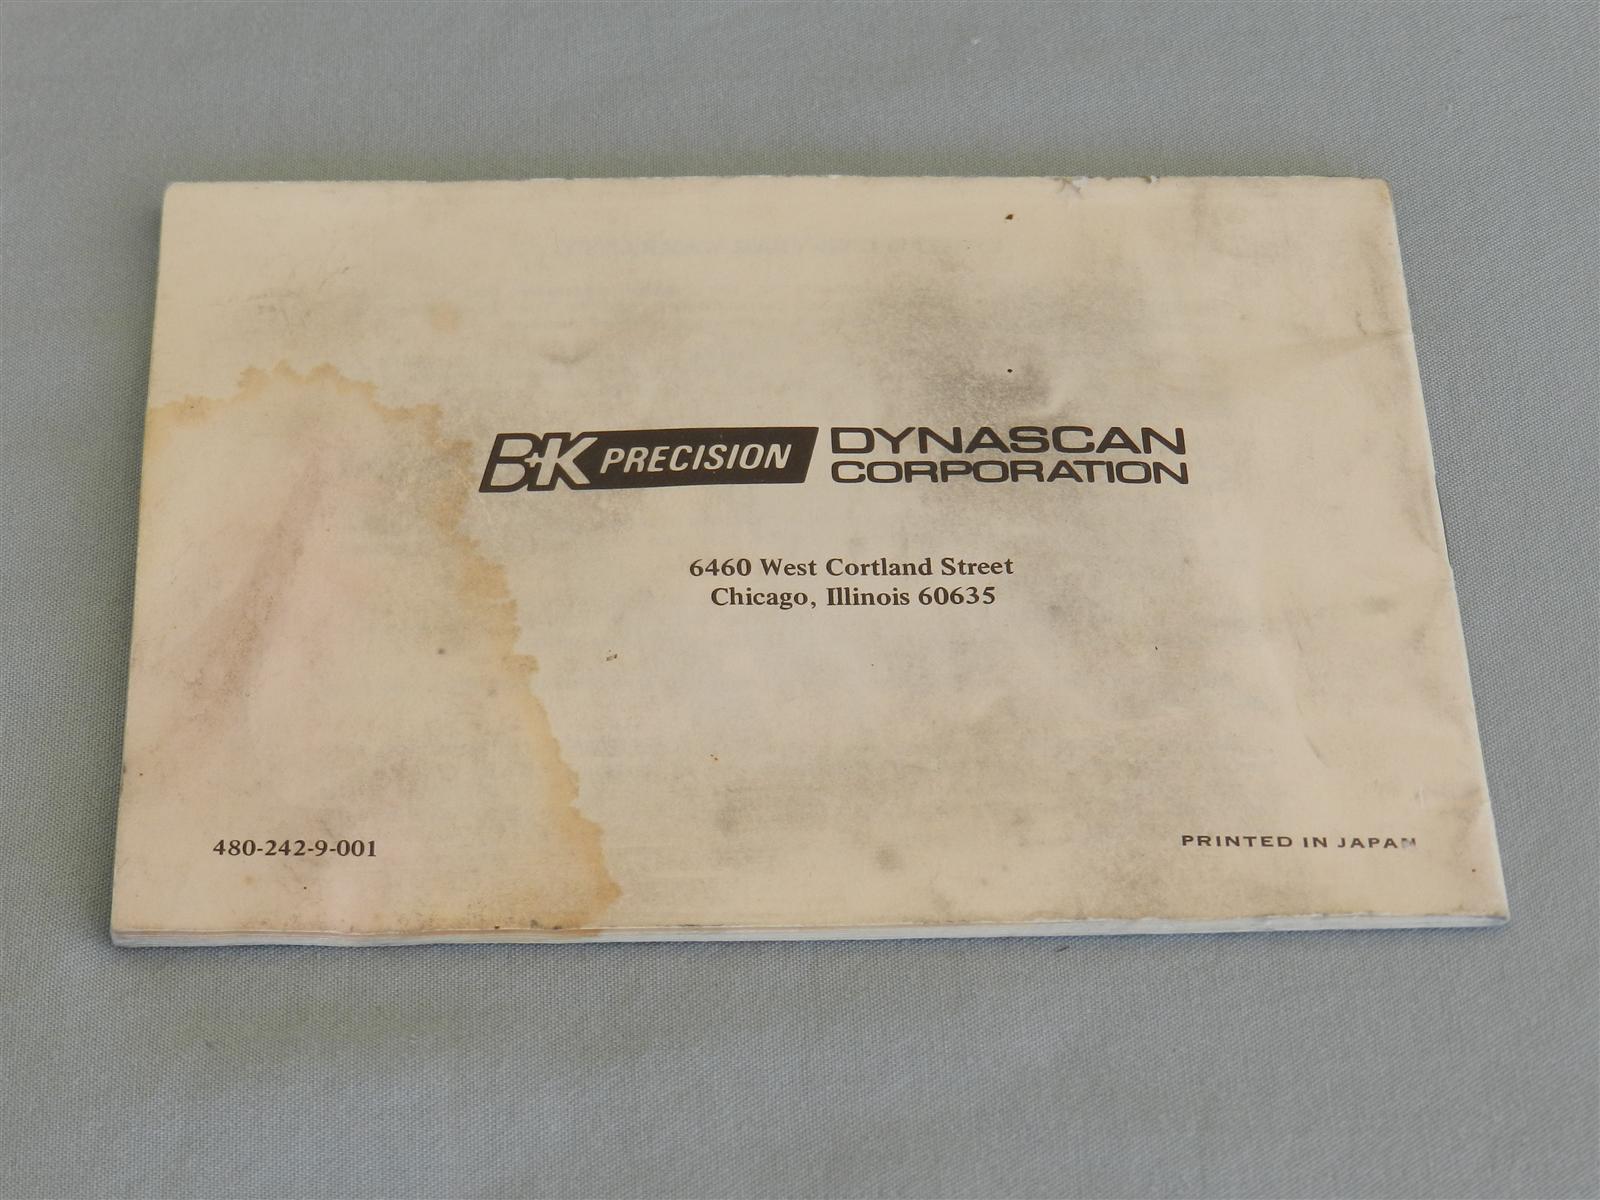 B+K PRECISION DYNASCAN
CORPORATION
6460 West Cortland Street
Chicago, Illinois 60635
480-242-9-001
PRINTED IN JAPAN